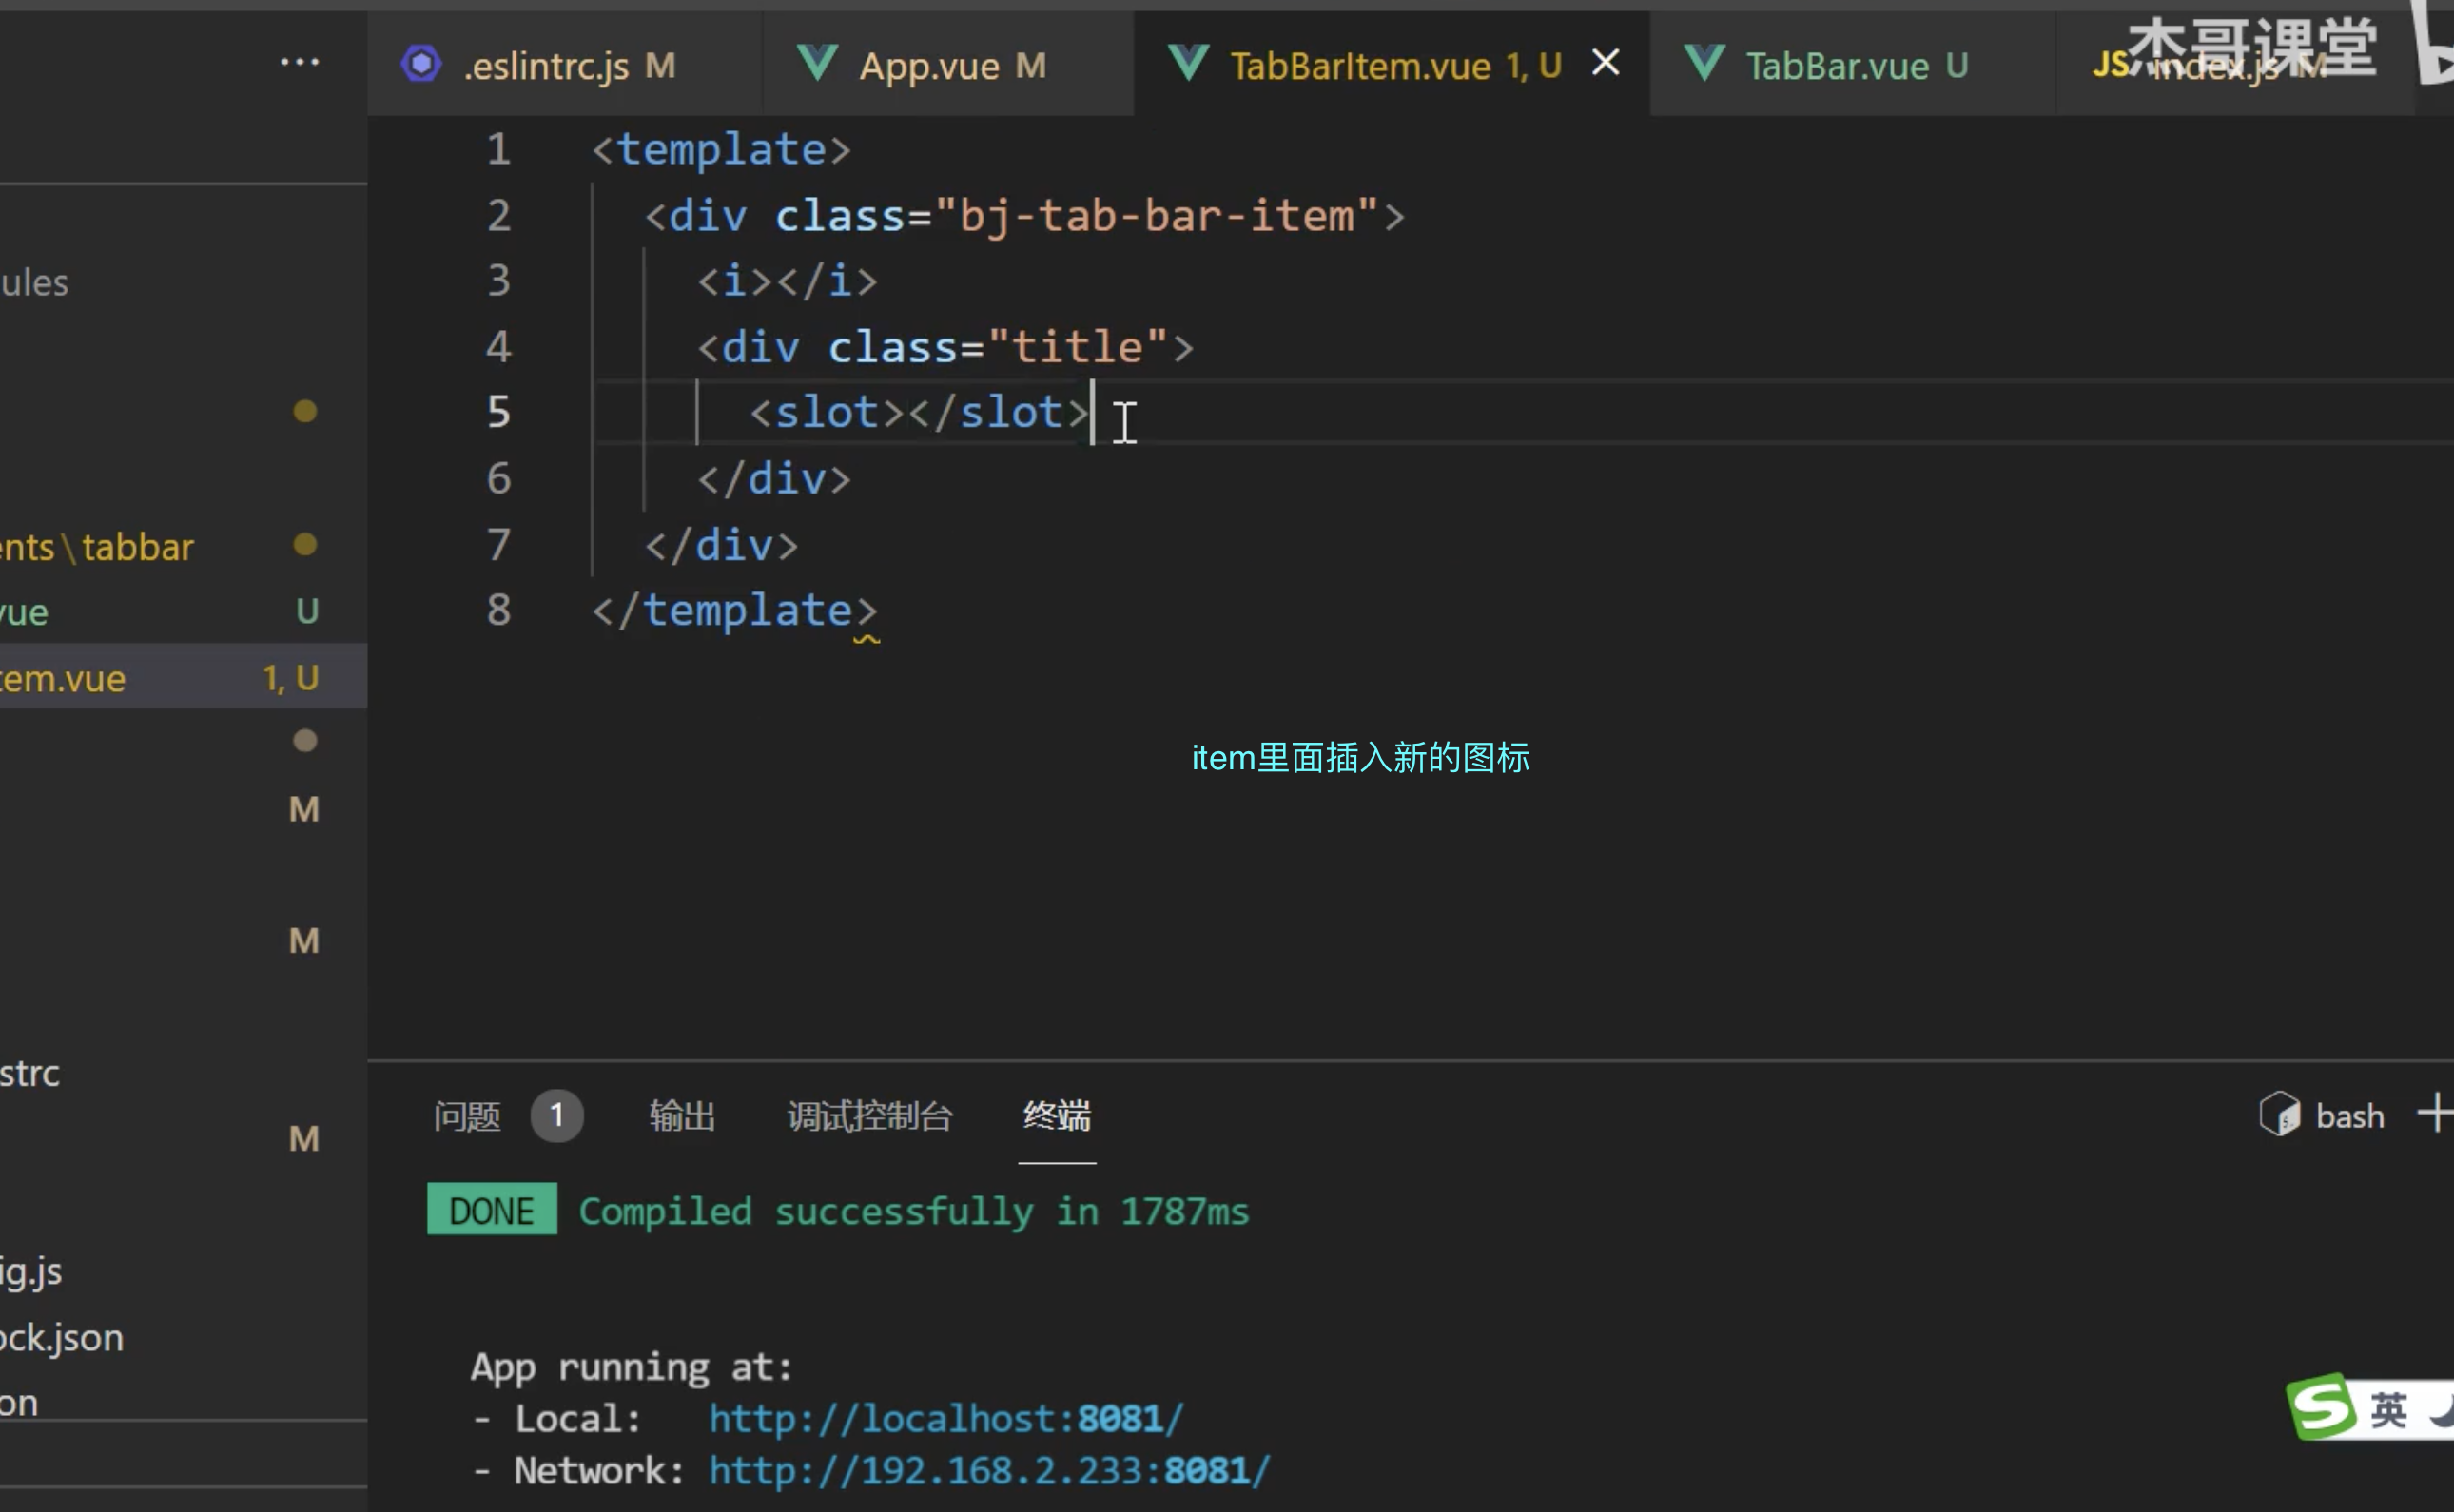 .eslintrc.js M
App.vue M
TabBarItem.vue 1, U
TabBar.vue U
JS index.js M
杰哥课堂
ules
ents\tabbar
vue U
tem.vue 1, U
M
M
strc
M
ig.js
ock.json
on
1 <template>
2 <div class="bj-tab-bar-item">
3 <i></i>
4 <div class="title">
5 <slot></slot>
6 </div>
7 </div>
8 </template>
item里面插入新的图标
问题 1 输出 调试控制台 终端
bash
DONE Compiled successfully in 1787ms
App running at:
- Local: http://localhost:8081/
- Network: http://192.168.2.233:8081/
S 英